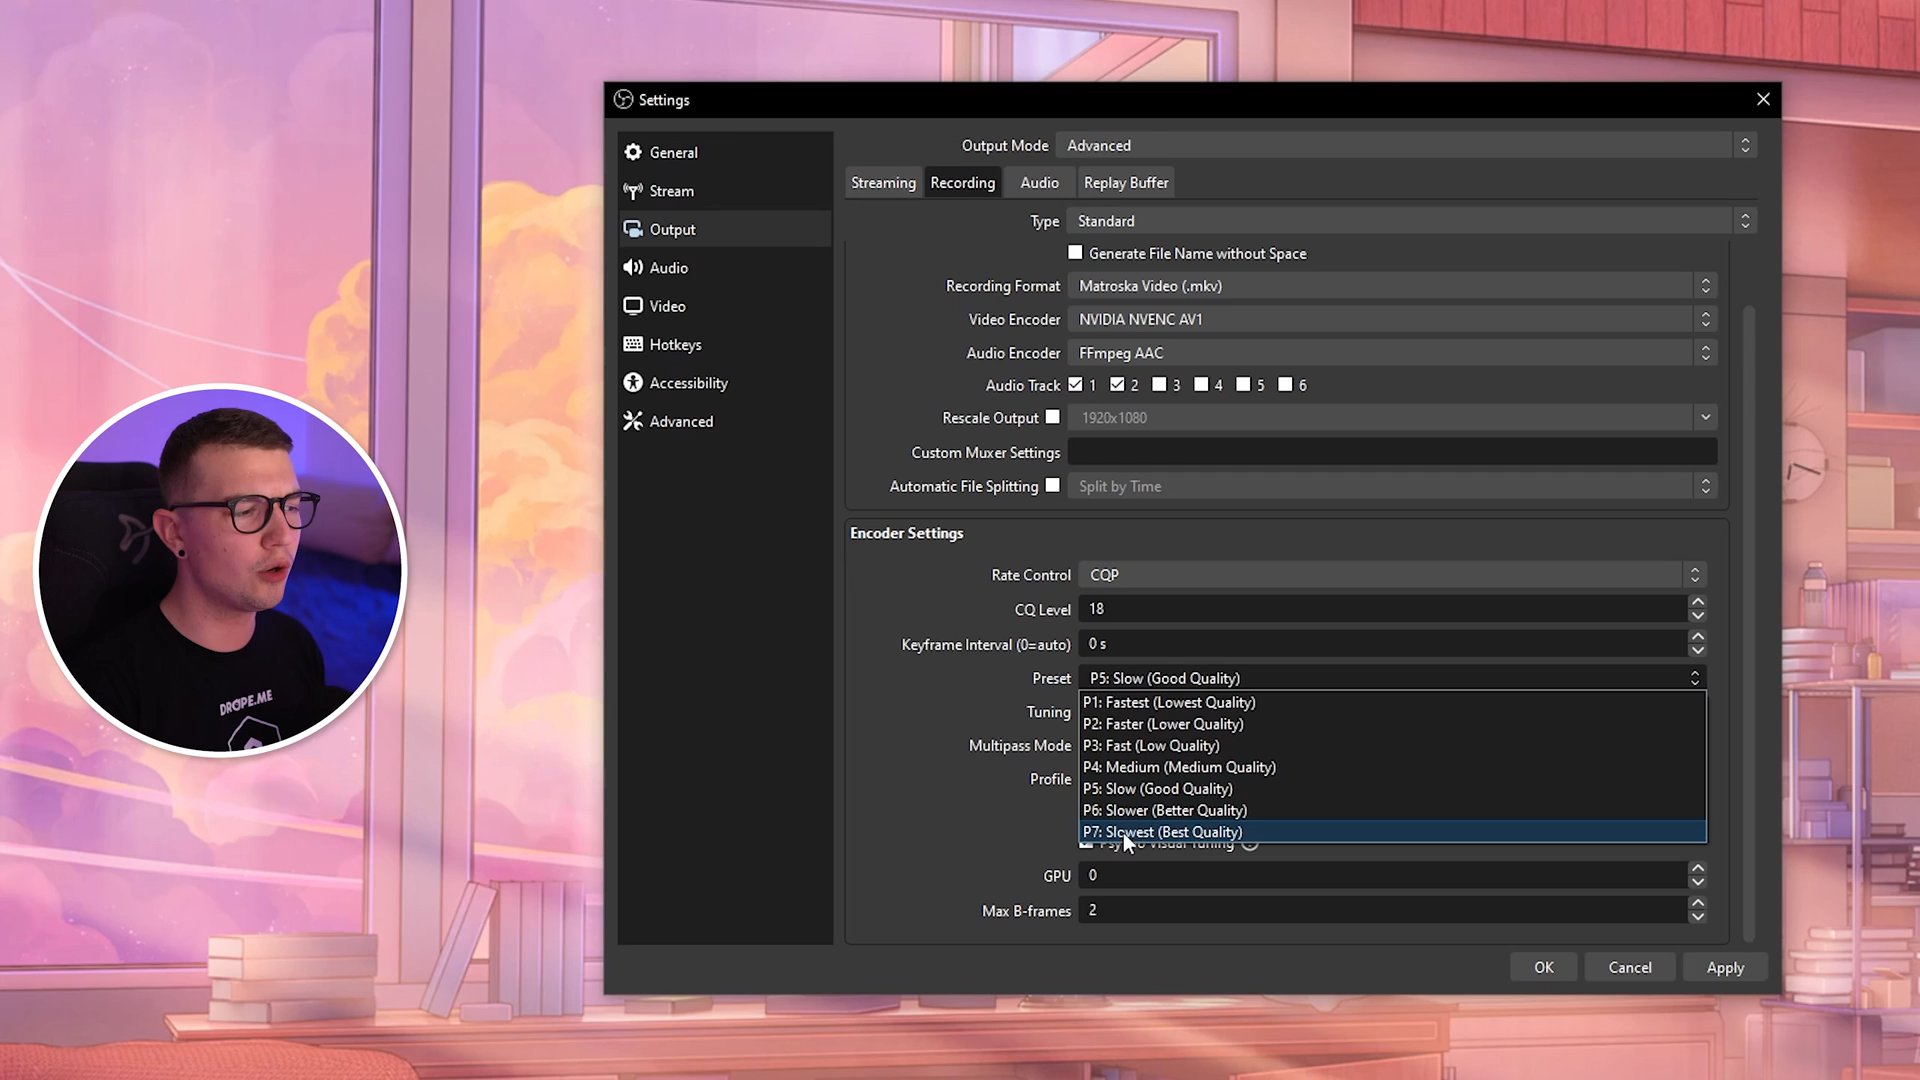 Settings
General
Stream
Output
Audio
Video
Hotkeys
Accessibility
Advanced
Output Mode Advanced
Streaming Recording Audio Replay Buffer
Type Standard
Generate File Name without Space
Recording Format Matroska Video (.mkv)
Video Encoder NVIDIA NVENC AV1
Audio Encoder FFmpeg AAC
Audio Track 1 2 3 4 5 6
Rescale Output 1920x1080
Custom Muxer Settings
Automatic File Splitting Split by Time
Encoder Settings
Rate Control CQP
CQ Level 18
Keyframe Interval (0=auto) 0 s
Preset P5: Slow (Good Quality)
P1: Fastest (Lowest Quality)
Tuning
P2: Faster (Lower Quality)
Multipass Mode P3: Fast (Low Quality)
P4: Medium (Medium Quality)
Profile
P5: Slow (Good Quality)
P6: Slower (Better Quality)
P7: Slowest (Best Quality)
Visual Tuning
GPU 0
Max B-frames 2
OK Cancel Apply
DROPE.ME